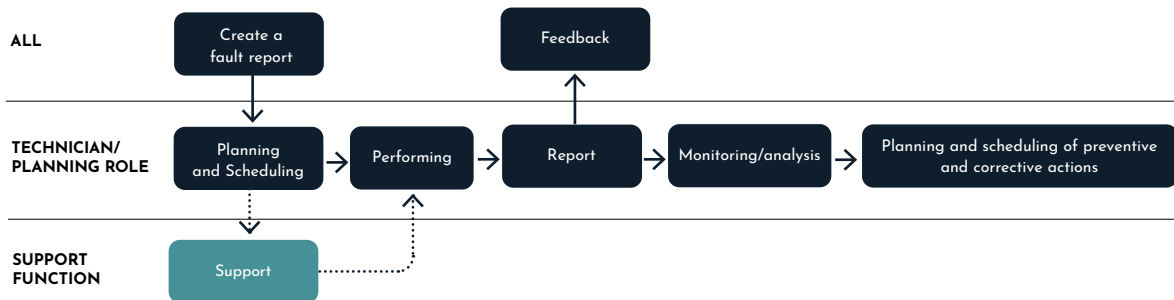 ALL
Create a
fault report
Feedback
TECHNICIAN/
PLANNING ROLE
Planning
and Scheduling
Performing
Report
Monitoring/analysis
Planning and scheduling of preventive
and corrective actions
SUPPORT
FUNCTION
Support